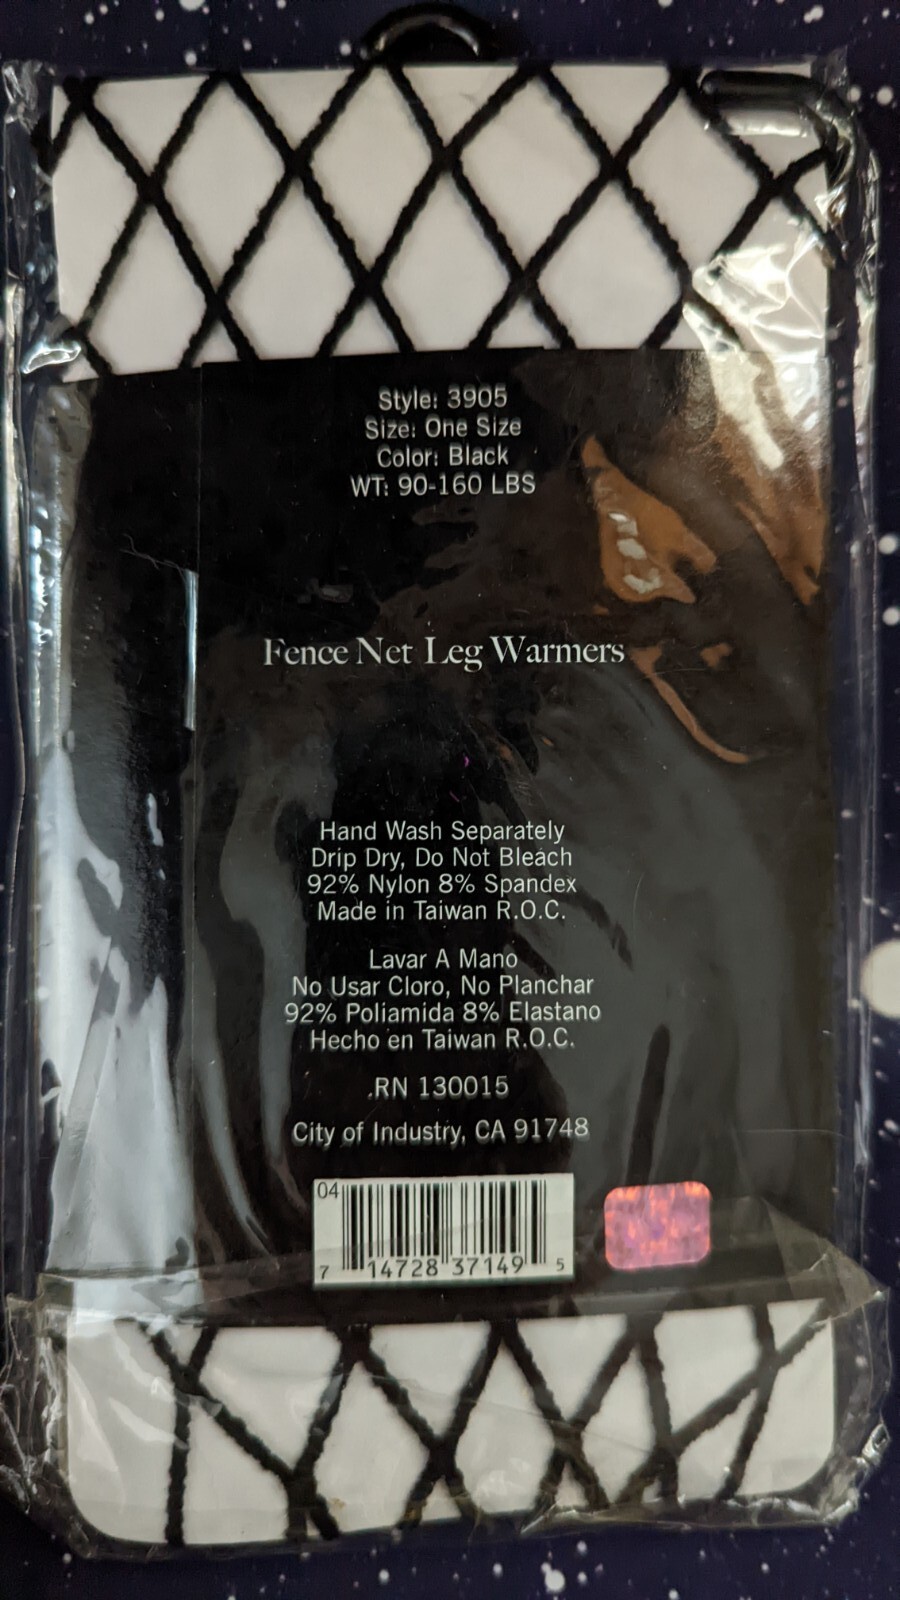 Style: 3905
Size: One Size
Color: Black
WT: 90-160 LBS
Fence Net Leg Warmers
Hand Wash Separately
Drip Dry, Do Not Bleach
92% Nylon 8% Spandex
Made in Taiwan R.O.C.
Lavar A Mano
No Usar Cloro, No Planchar
92% Poliamida 8% Elastano
Hecho en Taiwan R.O.C.
.RN 130015
City of Industry, CA 91748
04
7 14728 37149 5